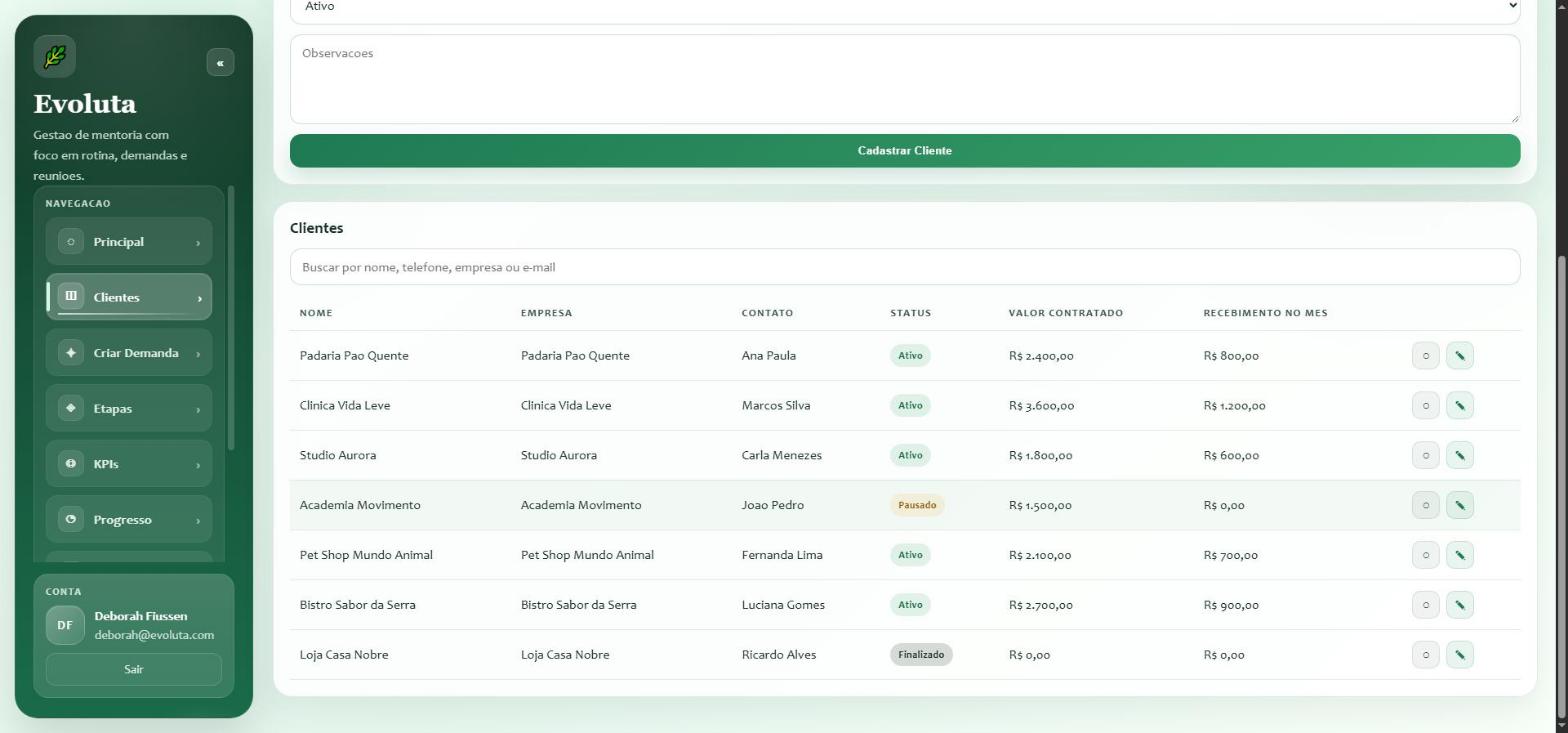 Evoluta
Gestao de mentoria com
foco em rotina, demandas e
reunioes.
NAVEGACAO
Principal
Clientes
Criar Demanda
Etapas
KPIs
Progresso
CONTA
DF
Deborah Fiussen
deborah@evoluta.com
Sair
Ativo
Observacoes
Cadastrar Cliente
Clientes
Buscar por nome, telefone, empresa ou e-mail
NOME EMPRESA CONTATO STATUS VALOR CONTRATADO RECEBIMENTO NO MES
Padaria Pao Quente Padaria Pao Quente Ana Paula Ativo R$ 2.400,00 R$ 800,00
Clinica Vida Leve Clinica Vida Leve Marcos Silva Ativo R$ 3.600,00 R$ 1.200,00
Studio Aurora Studio Aurora Carla Menezes Ativo R$ 1.800,00 R$ 600,00
Academia Movimento Academia Movimento Joao Pedro Pausado R$ 1.500,00 R$ 0,00
Pet Shop Mundo Animal Pet Shop Mundo Animal Fernanda Lima Ativo R$ 2.100,00 R$ 700,00
Bistro Sabor da Serra Bistro Sabor da Serra Luciana Gomes Ativo R$ 2.700,00 R$ 900,00
Loja Casa Nobre Loja Casa Nobre Ricardo Alves Finalizado R$ 0,00 R$ 0,00